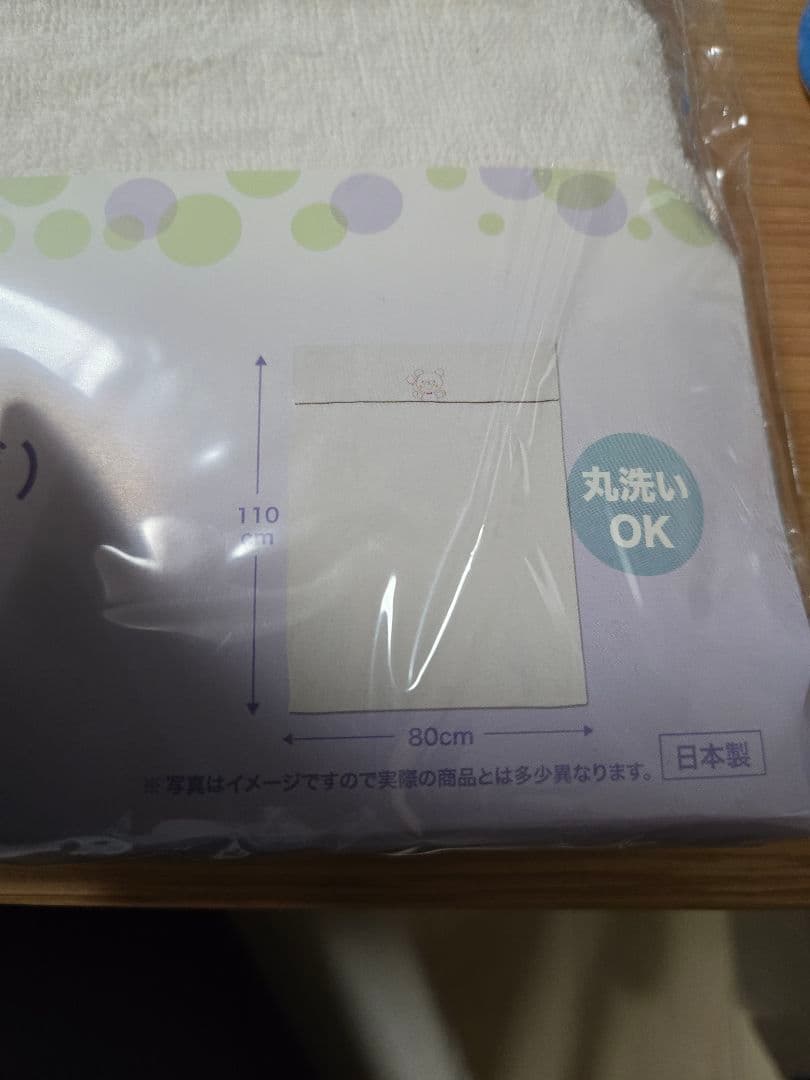 )
110
cm
丸洗い
OK
80cm
日本製
※写真はイメージですので実際の商品とは多少異なります。